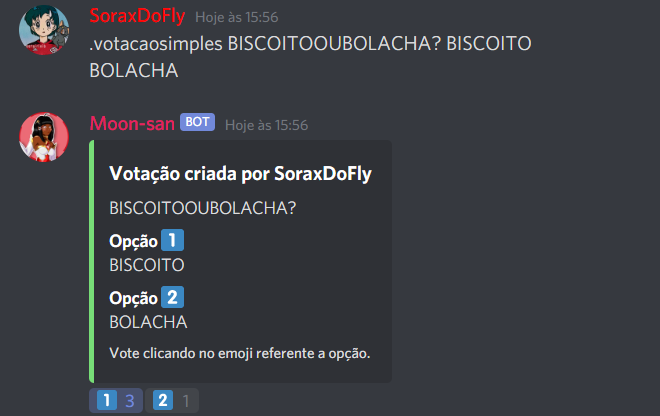 SoraxDoFly Hoje às 15:56
.votacaosimples BISCOITOOUBOLACHA? BISCOITO
BOLACHA
Moon-san BOT Hoje às 15:56
Votação criada por SoraxDoFly
BISCOITOOUBOLACHA?
Opção 1
BISCOITO
Opção 2
BOLACHA
Vote clicando no emoji referente a opção.
1 3 2 1